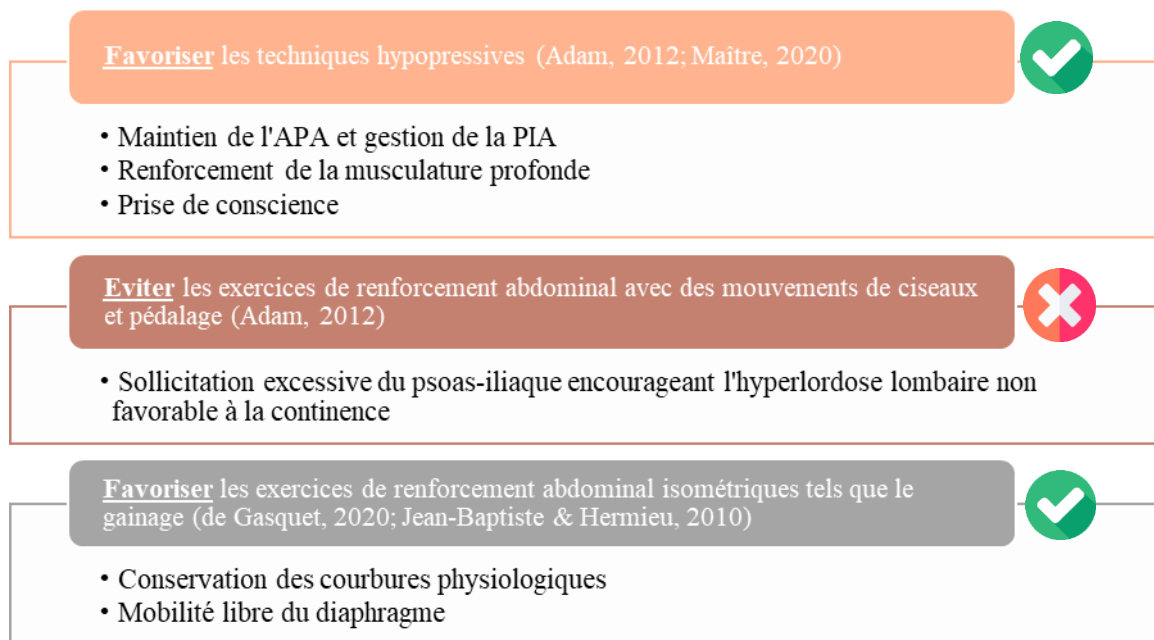 Favoriser les techniques hypopressives (Adam, 2012; Maître, 2020)
• Maintien de l'APA et gestion de la PIA
• Renforcement de la musculature profonde
• Prise de conscience
Eviter les exercices de renforcement abdominal avec des mouvements de ciseaux
et pédalage (Adam, 2012)
• Sollicitation excessive du psoas-iliaque encourageant l'hyperlordose lombaire non
favorable à la continence
Favoriser les exercices de renforcement abdominal isométriques tels que le
gainage (de Gasquet, 2020; Jean-Baptiste & Hermieu, 2010)
• Conservation des courbures physiologiques
• Mobilité libre du diaphragme